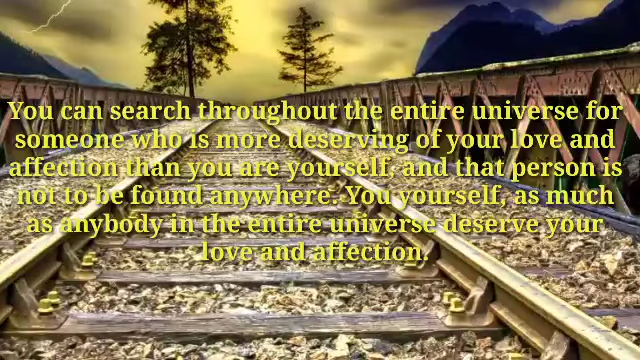 You can search throughout the entire universe for
someone who is more deserving of your love and
affection than you are yourself, and that person is
not to be found anywhere. You yourself, as much
as anybody in the entire universe deserve your
love and affection.